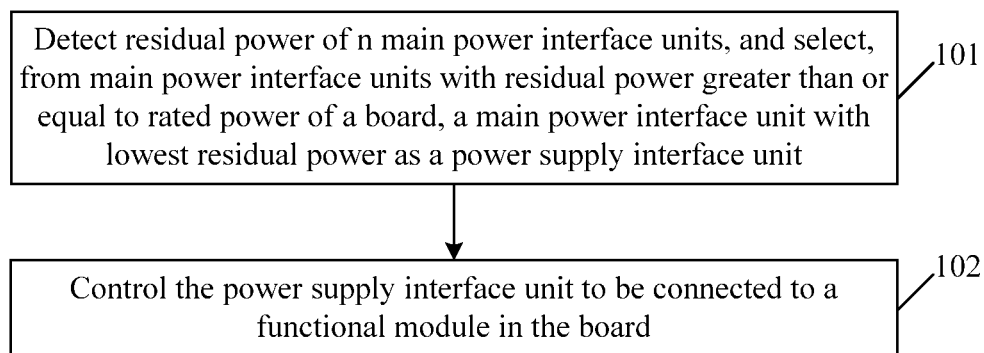 Detect residual power of n main power interface units, and select,
from main power interface units with residual power greater than or
equal to rated power of a board, a main power interface unit with
lowest residual power as a power supply interface unit
101
Control the power supply interface unit to be connected to a
functional module in the board
102